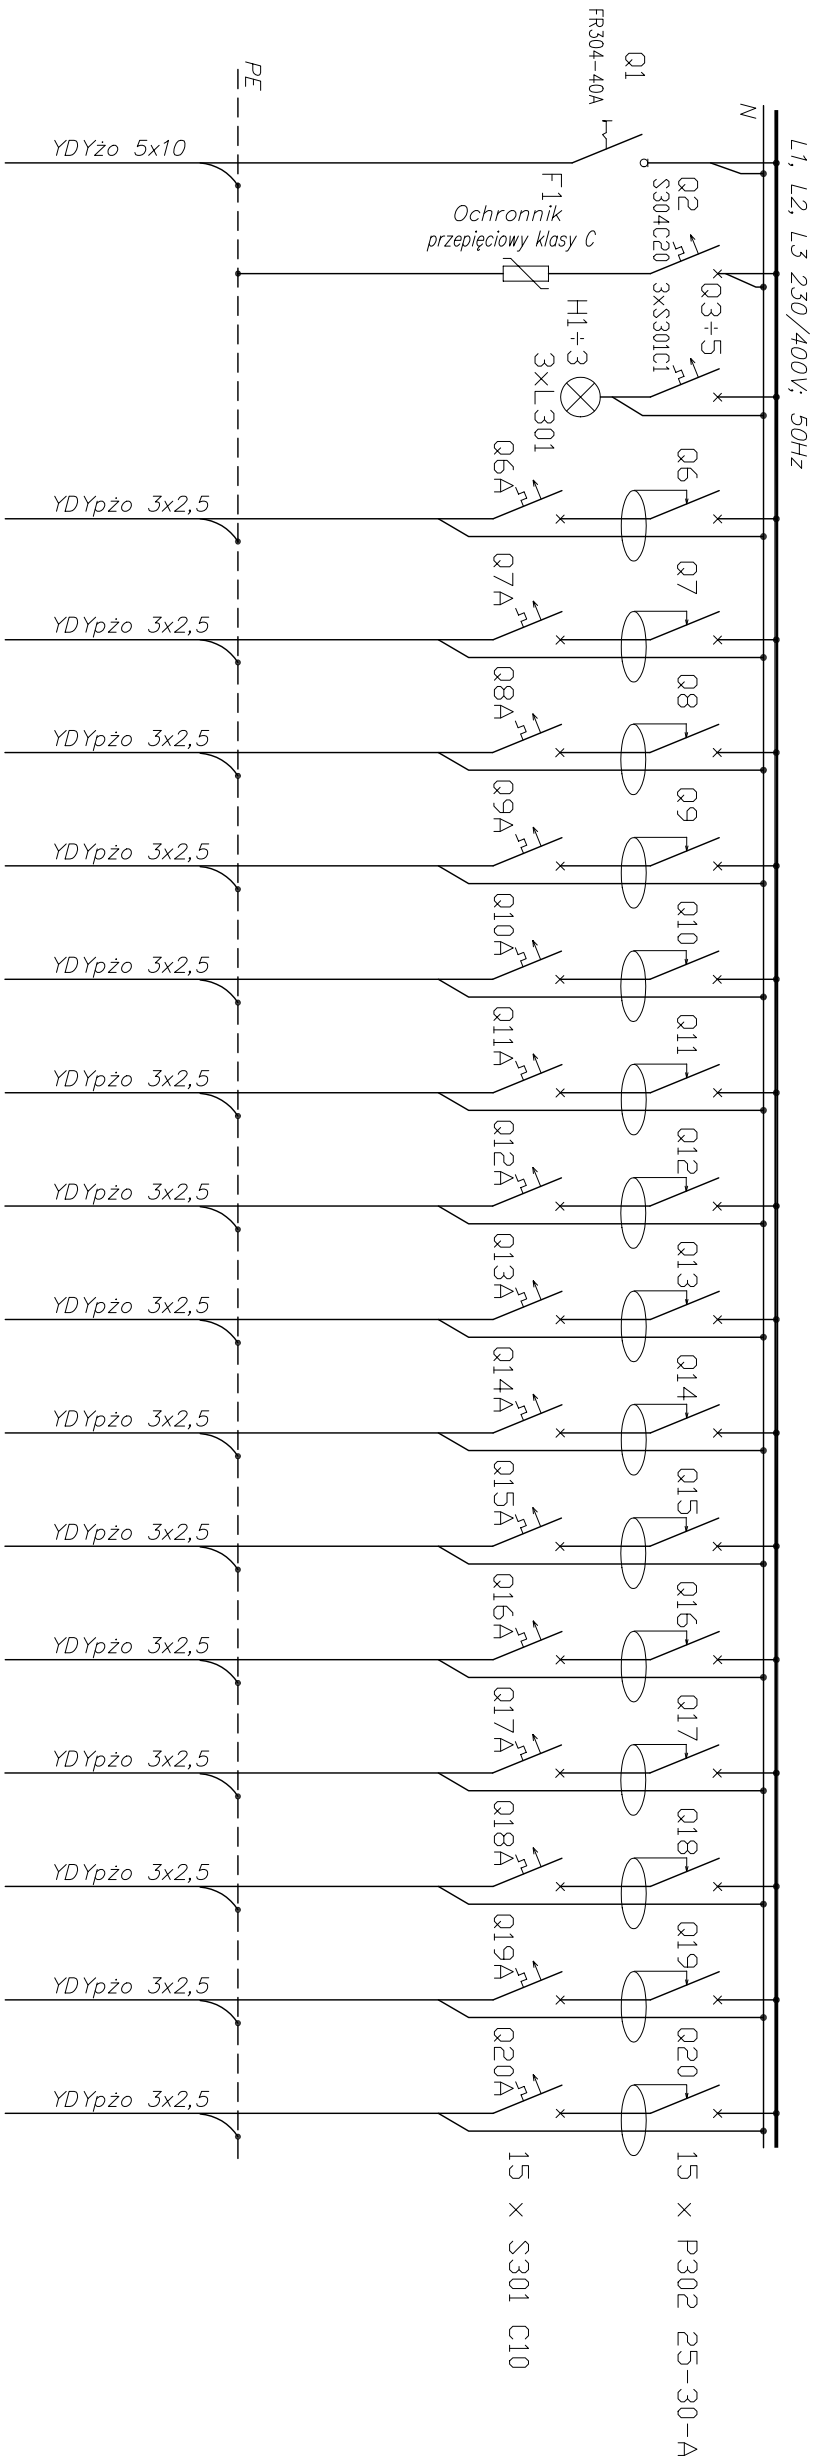 L1, L2, L3 230/400V; 50Hz
N
PE
Q1
FR304-40A
YDYżo 5x10
Q2
S304C20
F1
Ochronnik
przepięciowy klasy C
Q3÷5
3xS301C1
H1÷3
3xL301
Q6
Q6A
YDYpżo 3x2,5
Q7
Q7A
YDYpżo 3x2,5
Q8
Q8A
YDYpżo 3x2,5
Q9
Q9A
YDYpżo 3x2,5
Q10
Q10A
YDYpżo 3x2,5
Q11
Q11A
YDYpżo 3x2,5
Q12
Q12A
YDYpżo 3x2,5
Q13
Q13A
YDYpżo 3x2,5
Q14
Q14A
YDYpżo 3x2,5
Q15
Q15A
YDYpżo 3x2,5
Q16
Q16A
YDYpżo 3x2,5
Q17
Q17A
YDYpżo 3x2,5
Q18
Q18A
YDYpżo 3x2,5
Q19
Q19A
YDYpżo 3x2,5
Q20
Q20A
YDYpżo 3x2,5
15 x P302 25-30-A
15 x S301 C10